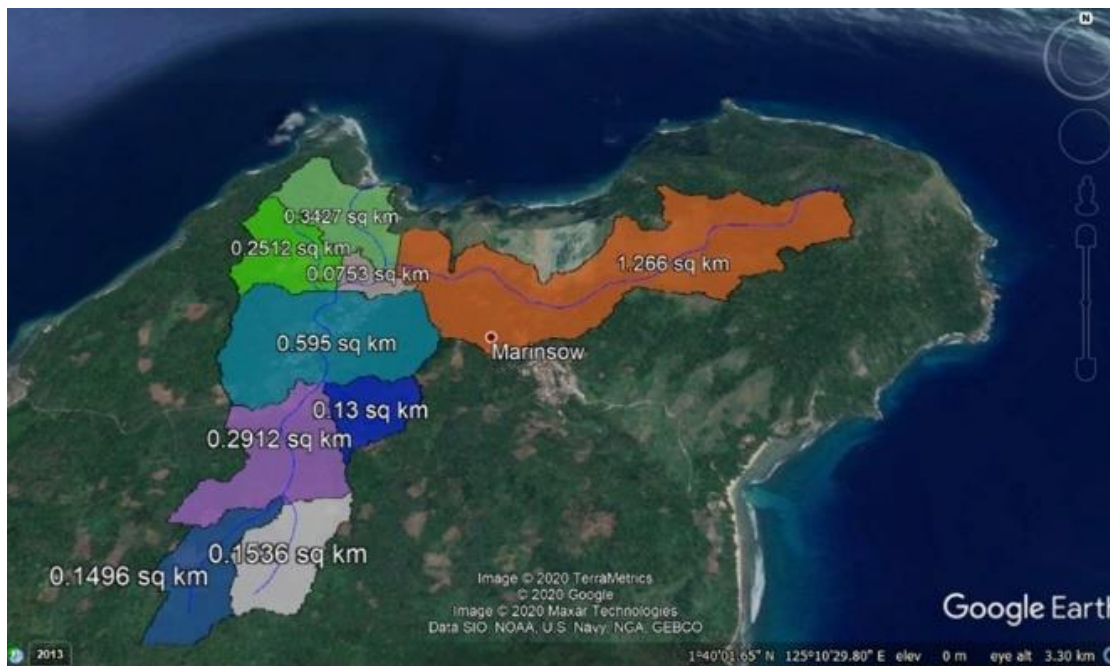 N
0.3427 sq km
0.2512 sq km
0.0753 sq km
1.266 sq km
0.595 sq km
Marinsow
0.13 sq km
0.2912 sq km
0.1536 sq km
0.1496 sq km
Image © 2020 TerraMetrics
© 2020 Google
Image © 2020 Maxar Technologies
Data SIO, NOAA, U.S. Navy, NGA, GEBCO
Google Earth
2013
1°40'01.65" N 125°10'29.80" E elev 0 m eye alt 3.30 km